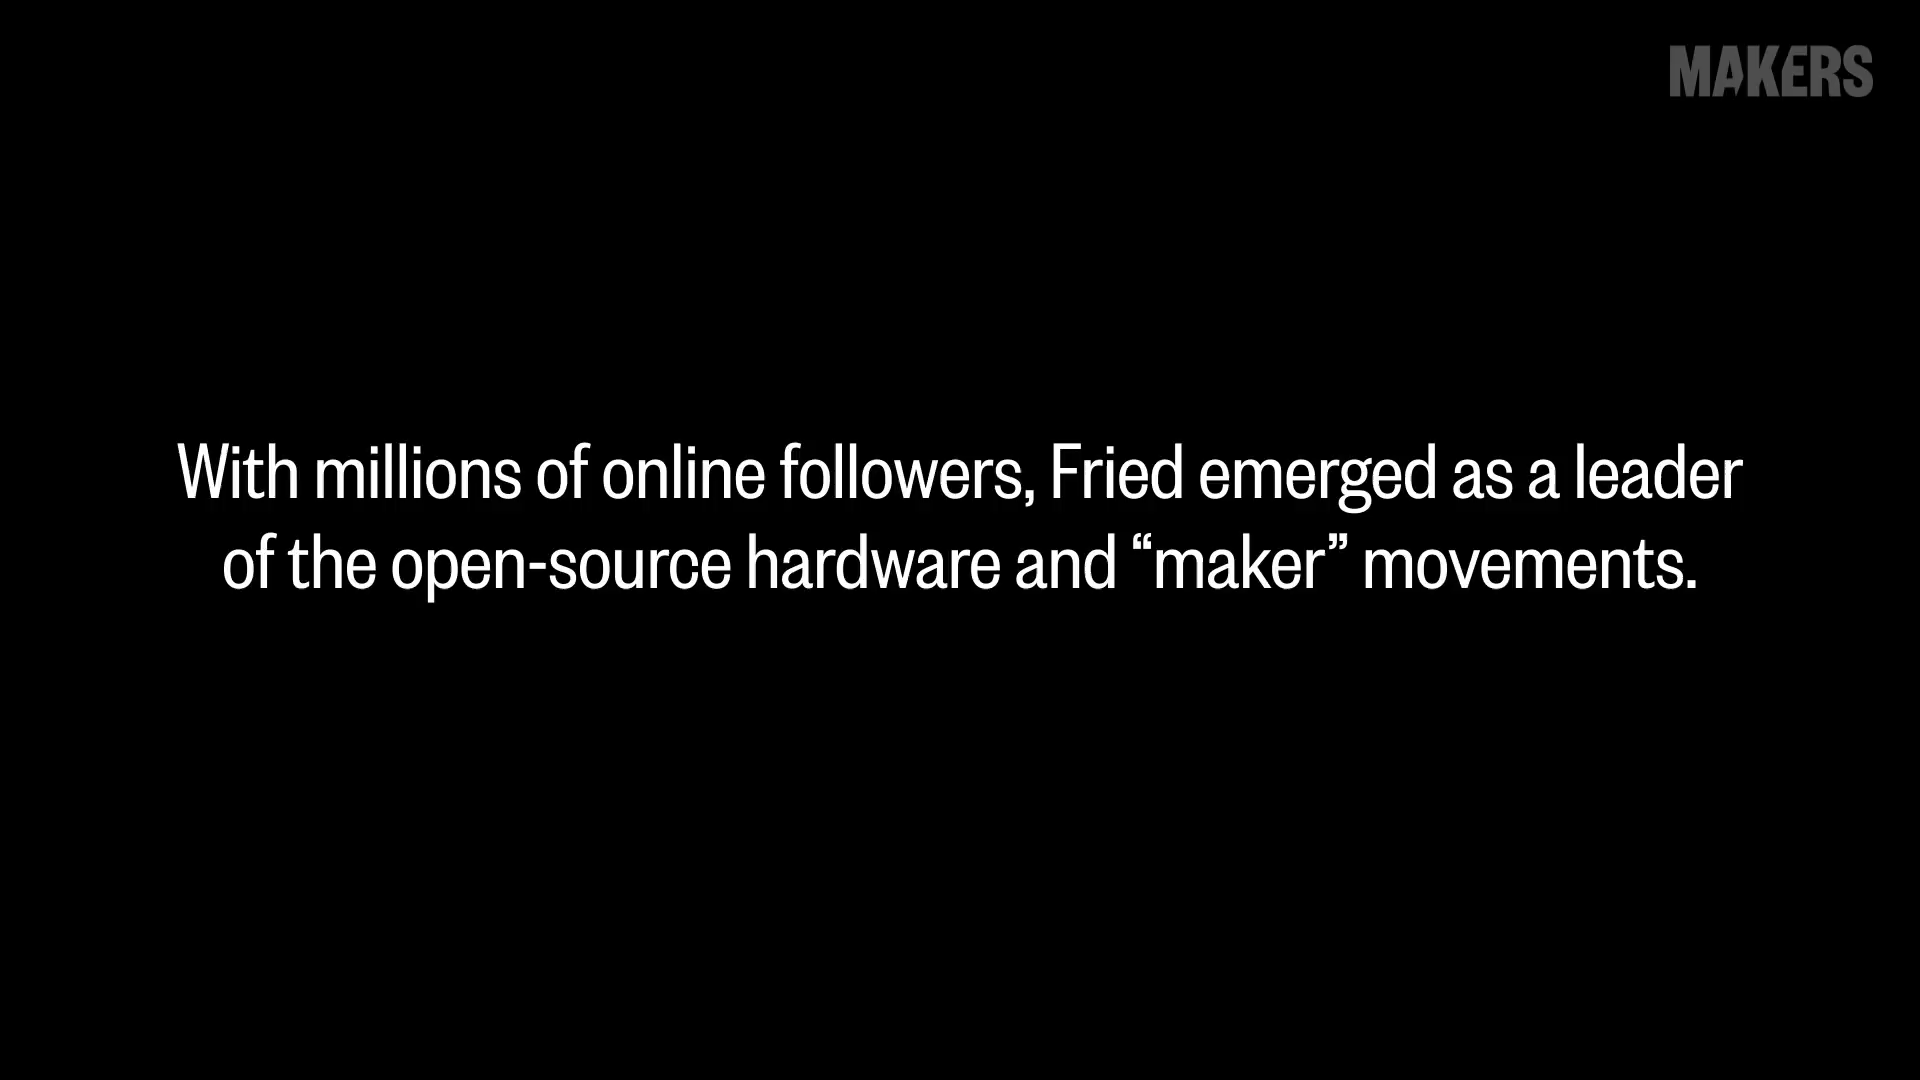 MAKERS
With millions of online followers, Fried emerged as a leader
of the open-source hardware and “maker” movements.